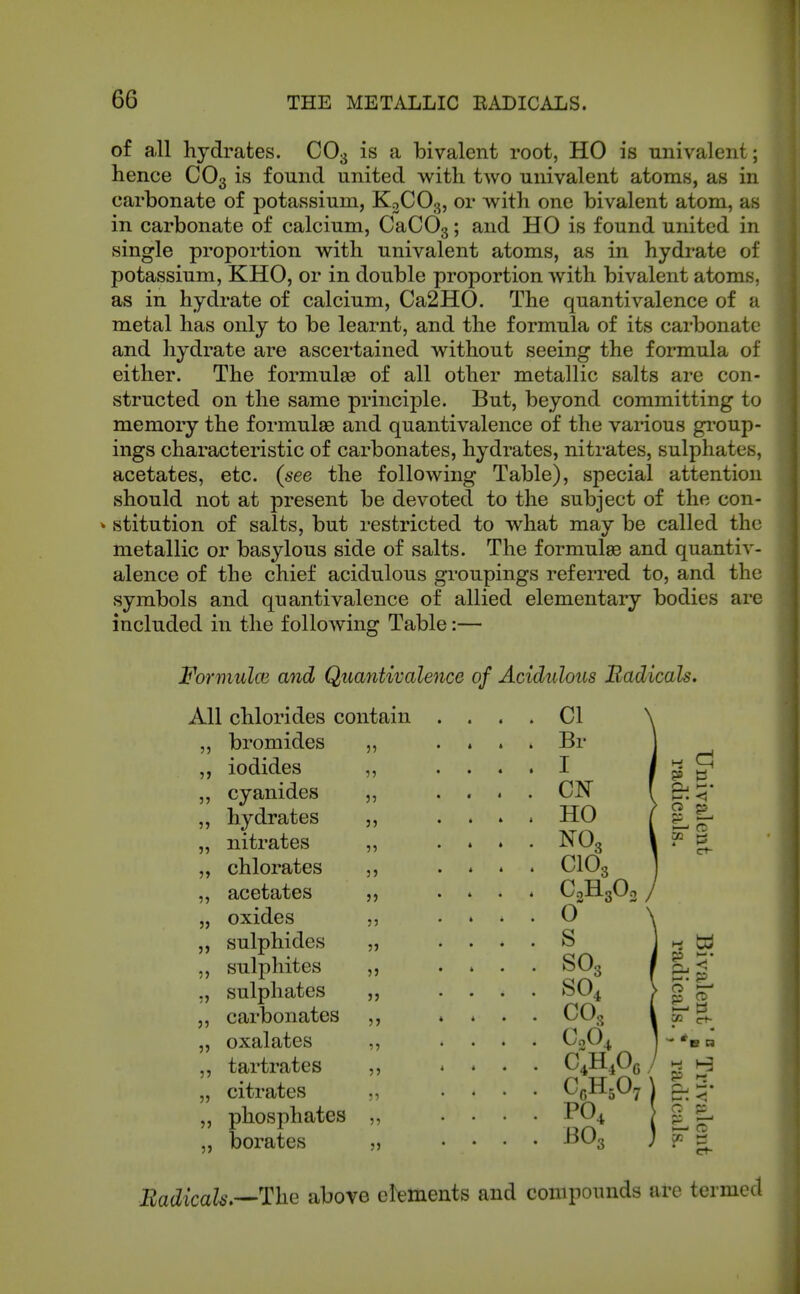 66 THE METALLIC RADICALS.
of all hydrates. CO₃ is a bivalent root, HO is univalent;
hence CO₃ is found united with two univalent atoms, as in
carbonate of potassium, K₂CO₃, or with one bivalent atom, as
in carbonate of calcium, CaCO₃; and HO is found united in
single proportion with univalent atoms, as in hydrate of
potassium, KHO, or in double proportion with bivalent atoms,
as in hydrate of calcium, Ca2HO. The quantivalence of a
metal has only to be learnt, and the formula of its carbonate
and hydrate are ascertained without seeing the formula of
either. The formulæ of all other metallic salts are con-
structed on the same principle. But, beyond committing to
memory the formulæ and quantivalence of the various group-
ings characteristic of carbonates, hydrates, nitrates, sulphates,
acetates, etc. (see the following Table), special attention
should not at present be devoted to the subject of the con-
stitution of salts, but restricted to what may be called the
metallic or basylous side of salts. The formulæ and quantiv-
alence of the chief acidulous groupings referred to, and the
symbols and quantivalence of allied elementary bodies are
included in the following Table:—
Formulæ and Quantivalence of Acidulous Radicals.
All chlorides contain . . . . Cl
„ bromides „ . . . . Br
„ iodides „ . . . . I
„ cyanides „ . . . . CN
„ hydrates „ . . . . HO
„ nitrates „ . . . . NO₃
„ chlorates „ . . . . ClO₃
„ acetates „ . . . . C₂H₃O₂
Univalent
radicals.
„ oxides „ . . . . O
„ sulphides „ . . . . S
„ sulphites „ . . . . SO₃
„ sulphates „ . . . . SO₄
„ carbonates „ . . . . CO₃
„ oxalates „ . . . . C₂O₄
„ tartrates „ . . . . C₄H₄O₆
Bivalent
radicals.
„ citrates „ . . . . C₆H₅O₇
„ phosphates „ . . . . PO₄
„ borates „ . . . . BO₃
Trivalent
radicals.
Radicals.—The above elements and compounds are termed